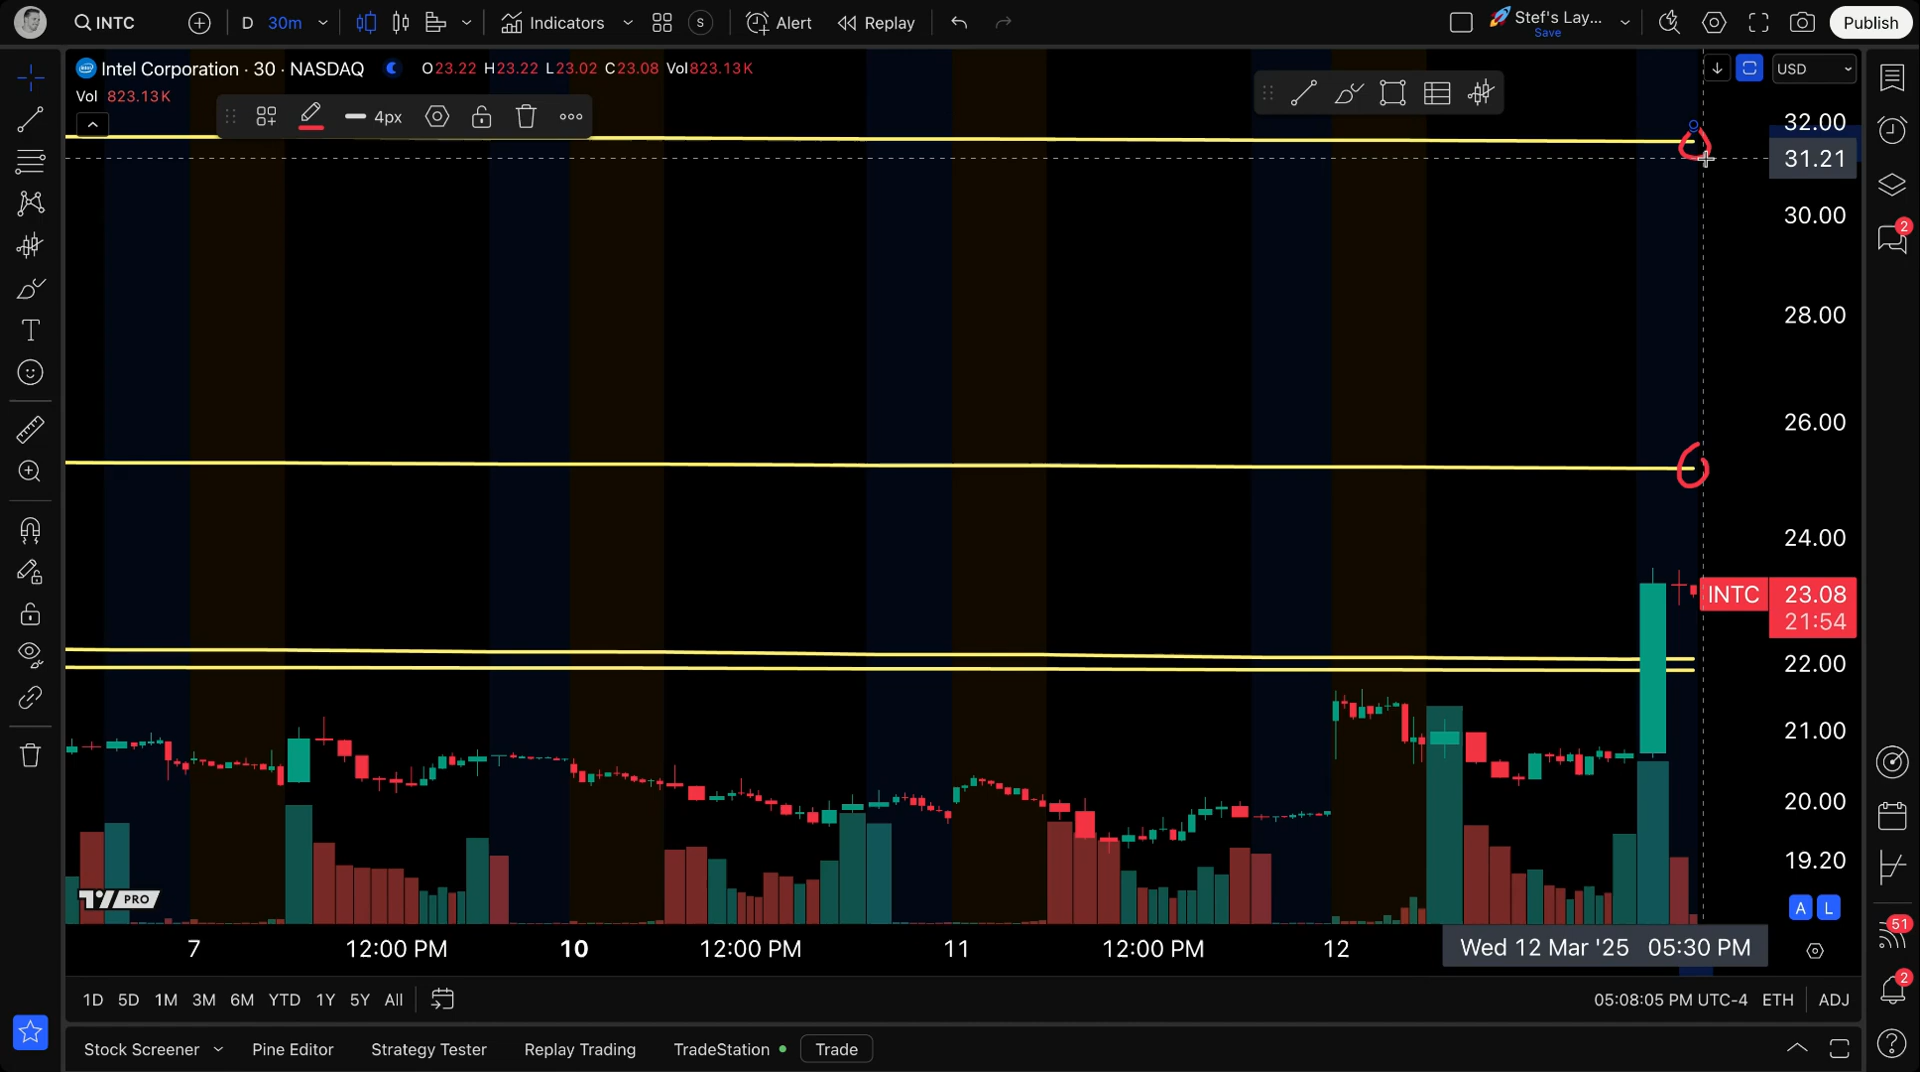 INTC
D
30m
Indicators
S
Alert
Replay
Stef's Lay...
Save
Publish
Intel Corporation · 30 · NASDAQ
O23.22 H23.22 L23.02 C23.08 Vol823.13K
Vol 823.13K
4px
USD
32.00
31.21
30.00
28.00
26.00
24.00
INTC 23.08
21:54
22.00
21.00
20.00
19.20
A L
PRO
7 12:00 PM 10 12:00 PM 11 12:00 PM 12 Wed 12 Mar '25 05:30 PM
1D 5D 1M 3M 6M YTD 1Y 5Y All
05:08:05 PM UTC-4 ETH ADJ
Stock Screener
Pine Editor
Strategy Tester
Replay Trading
TradeStation
Trade
2
51
2